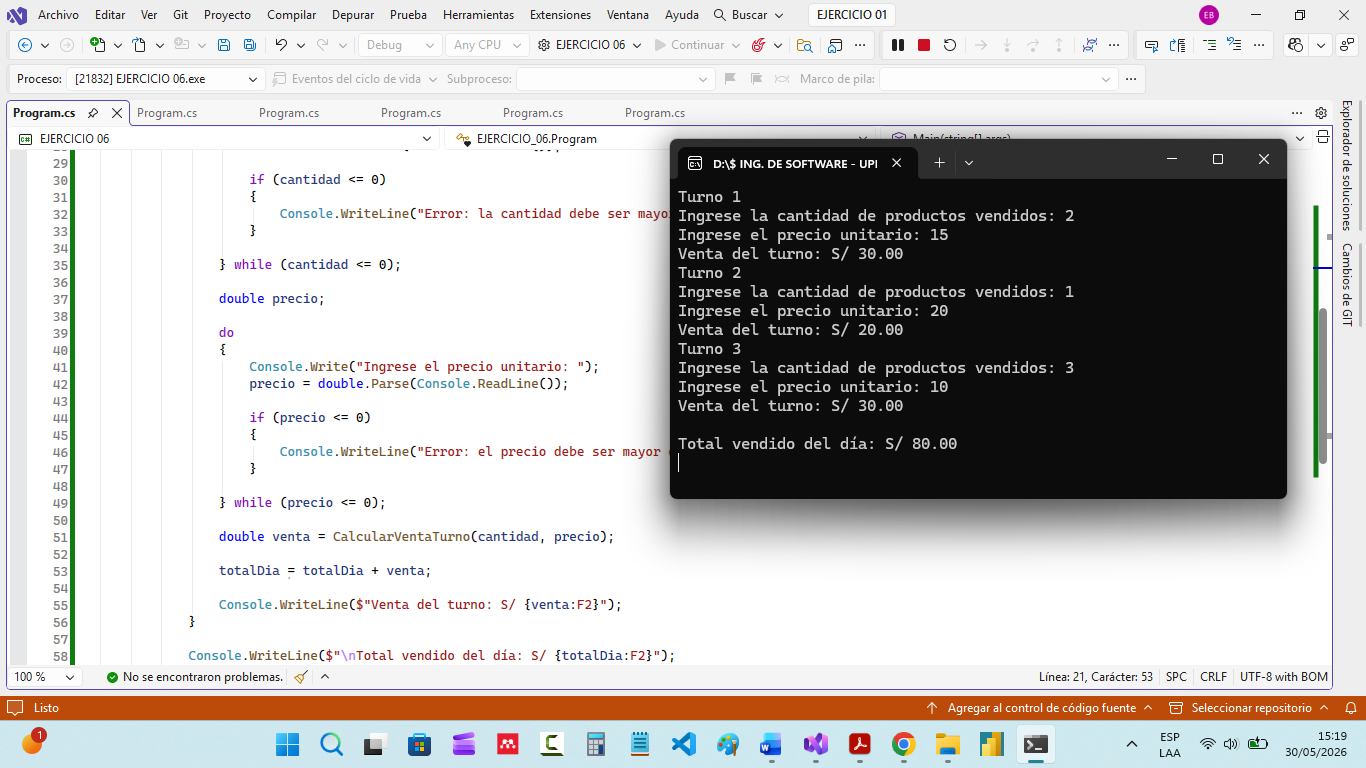 Archivo Editar Ver Git Proyecto Compilar Depurar Prueba Herramientas Extensiones Ventana Ayuda Buscar EJERCICIO 01 EB
Debug Any CPU EJERCICIO 06 Continuar
Proceso: [21832] EJERCICIO 06.exe Eventos del ciclo de vida Subproceso: Marco de pila:
Program.cs Program.cs Program.cs Program.cs Program.cs Program.cs
C# EJERCICIO 06 EJERCICIO_06.Program Main(string[] args)
29
30 if (cantidad <= 0)
31 {
32 Console.WriteLine("Error: la cantidad debe ser mayor
33 }
34
35 } while (cantidad <= 0);
36
37 double precio;
38
39 do
40 {
41 Console.Write("Ingrese el precio unitario: ");
42 precio = double.Parse(Console.ReadLine());
43
44 if (precio <= 0)
45 {
46 Console.WriteLine("Error: el precio debe ser mayor
47 }
48
49 } while (precio <= 0);
50
51 double venta = CalcularVentaTurno(cantidad, precio);
52
53 totalDia = totalDia + venta;
54
55 Console.WriteLine($"Venta del turno: S/ {venta:F2}");
56 }
57
58 Console.WriteLine($"\nTotal vendido del día: S/ {totalDia:F2}");
D:\$ ING. DE SOFTWARE - UPI
Turno 1
Ingrese la cantidad de productos vendidos: 2
Ingrese el precio unitario: 15
Venta del turno: S/ 30.00
Turno 2
Ingrese la cantidad de productos vendidos: 1
Ingrese el precio unitario: 20
Venta del turno: S/ 20.00
Turno 3
Ingrese la cantidad de productos vendidos: 3
Ingrese el precio unitario: 10
Venta del turno: S/ 30.00
Total vendido del día: S/ 80.00
Explorador de soluciones
Cambios de GIT
100 % No se encontraron problemas. Línea: 21, Carácter: 53 SPC CRLF UTF-8 with BOM
Listo Agregar al control de código fuente Seleccionar repositorio
1
ESP
LAA
15:19
30/05/2026